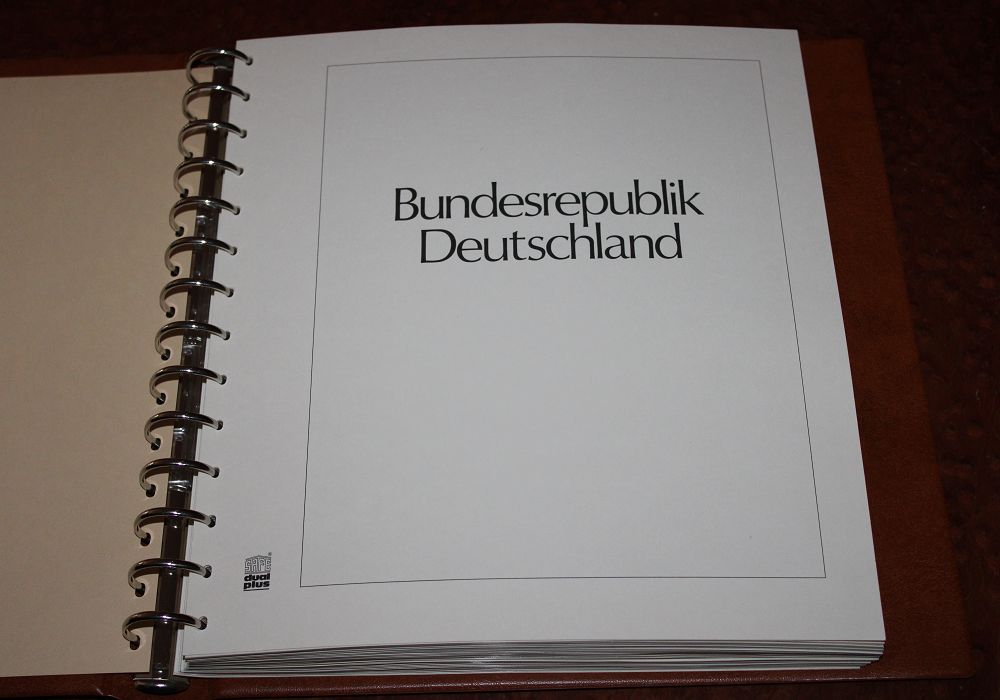 Bundesrepublik
Deutschland
SAFE®
dual
plus